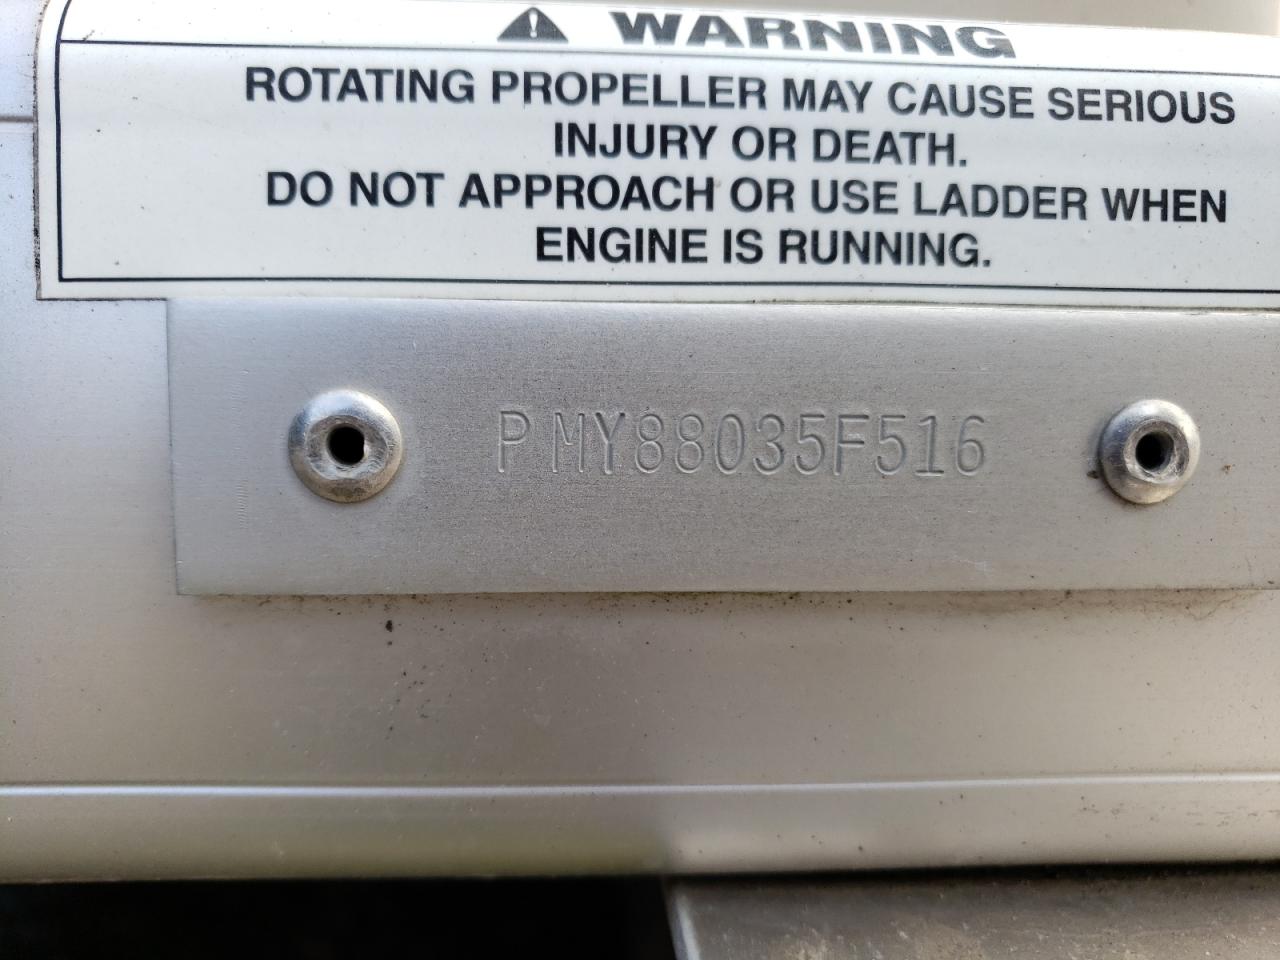 WARNING
ROTATING PROPELLER MAY CAUSE SERIOUS
INJURY OR DEATH.
DO NOT APPROACH OR USE LADDER WHEN
ENGINE IS RUNNING.
PMY88035F516